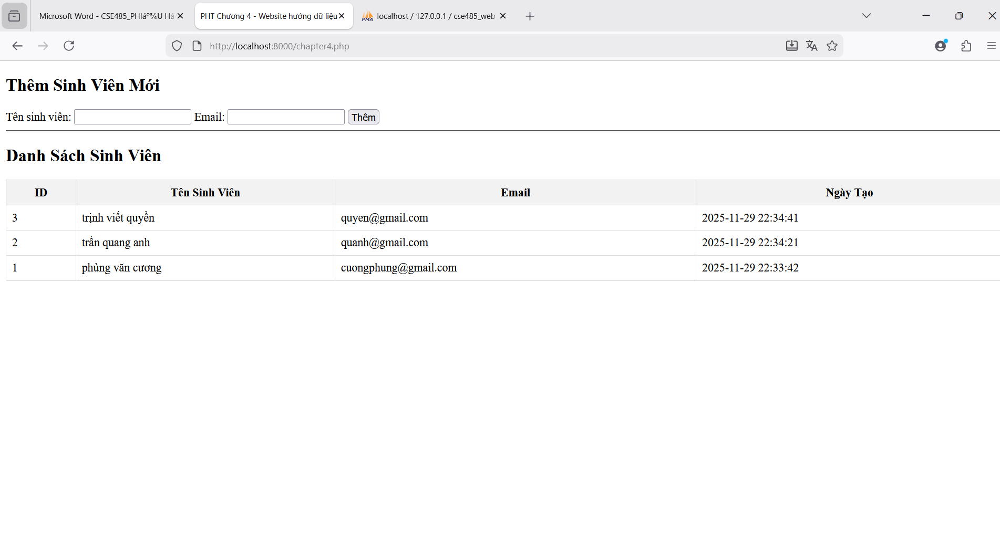 Microsoft Word - CSE485_PHIáº¾U Há
PHT Chương 4 - Website hướng dữ liệu
PMA
localhost / 127.0.0.1 / cse485_web
http://localhost:8000/chapter4.php
Thêm Sinh Viên Mới
Tên sinh viên: Email: Thêm
Danh Sách Sinh Viên
ID Tên Sinh Viên Email Ngày Tạo
3 trịnh viết quyền quyen@gmail.com 2025-11-29 22:34:41
2 trần quang anh quanh@gmail.com 2025-11-29 22:34:21
1 phùng văn cương cuongphung@gmail.com 2025-11-29 22:33:42